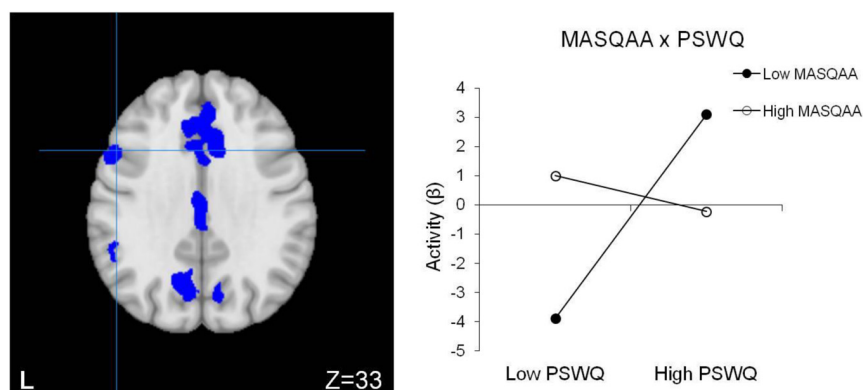 L
Z=33
MASQAA x PSWQ
Low MASQAA
High MASQAA
Activity (β)
4
3
2
1
0
-1
-2
-3
-4
-5
Low PSWQ
High PSWQ